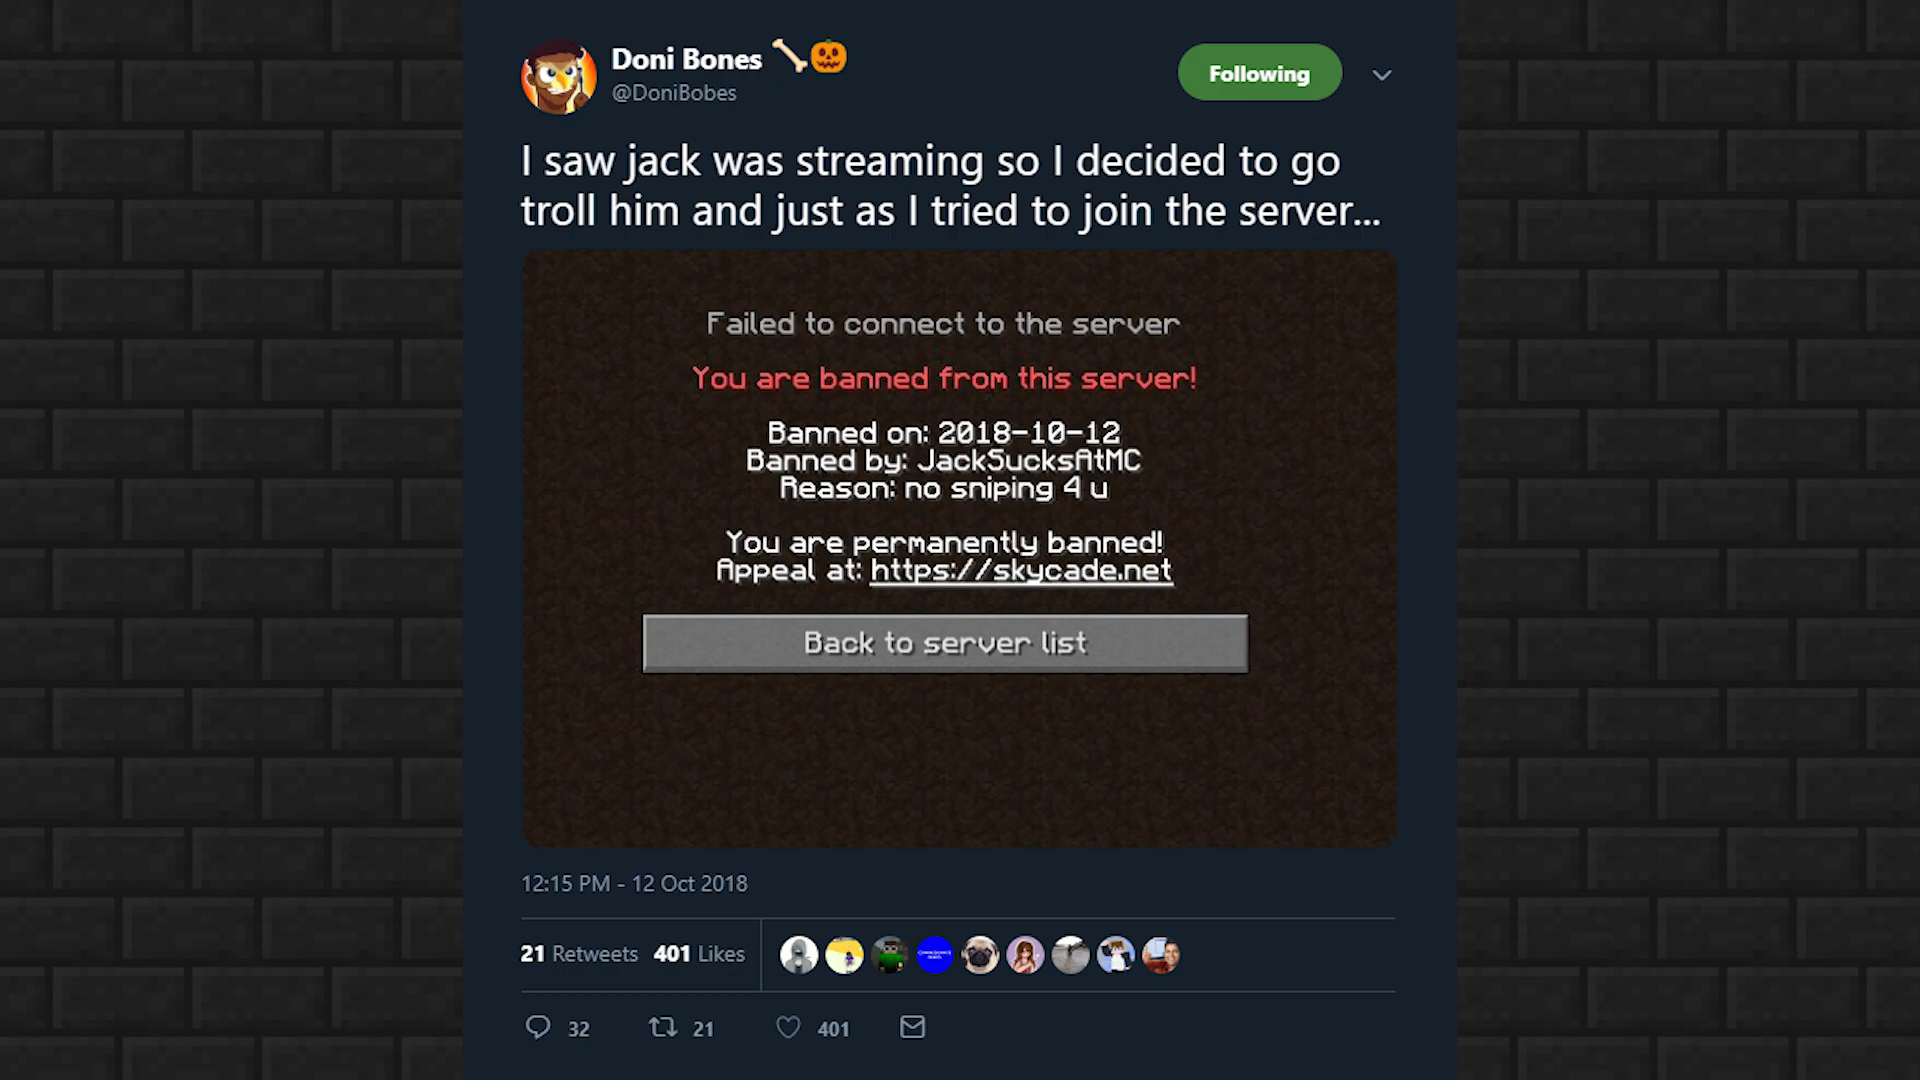 Doni Bones 🦴🎃
@DoniBobes
Following
I saw jack was streaming so I decided to go
troll him and just as I tried to join the server...
Failed to connect to the server
You are banned from this server!
Banned on: 2018-10-12
Banned by: JackSucksAtMC
Reason: no sniping 4 u
You are permanently banned!
Appeal at: https://skycade.net
Back to server list
12:15 PM - 12 Oct 2018
21 Retweets 401 Likes
32 21 401